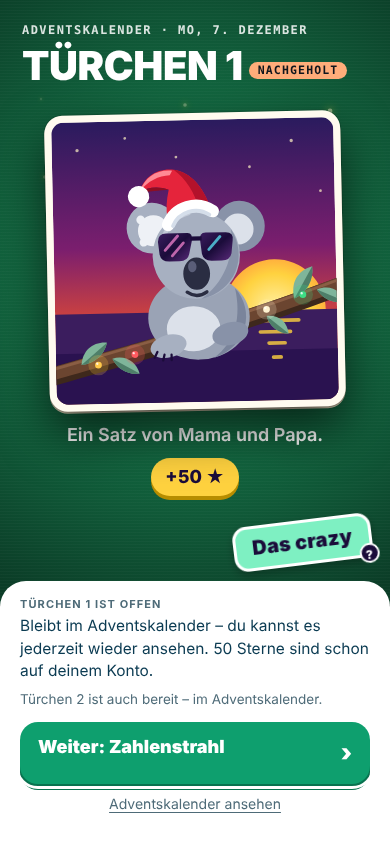 ADVENTSKALENDER · MO, 7. DEZEMBER
TÜRCHEN 1 NACHGEHOLT
Ein Satz von Mama und Papa.
+50 ★
Das crazy
?
TÜRCHEN 1 IST OFFEN
Bleibt im Adventskalender – du kannst es
jederzeit wieder ansehen. 50 Sterne sind schon
auf deinem Konto.
Türchen 2 ist auch bereit – im Adventskalender.
Weiter: Zahlenstrahl ›
Adventskalender ansehen